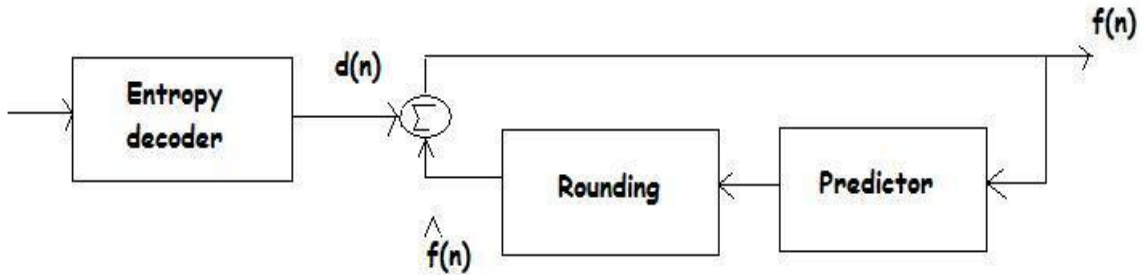 f(n)
d(n)
Entropy
decoder
Σ
Rounding
Predictor
^
f(n)